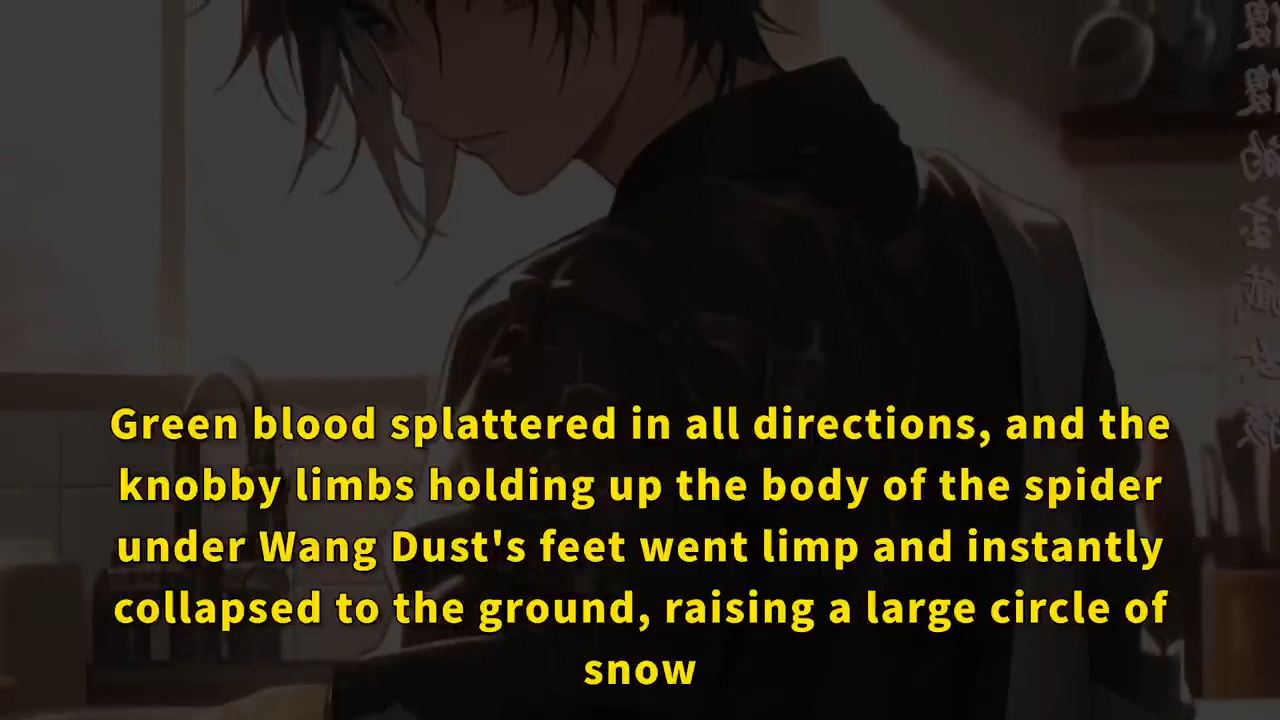 Green blood splattered in all directions, and the
knobby limbs holding up the body of the spider
under Wang Dust's feet went limp and instantly
collapsed to the ground, raising a large circle of
snow